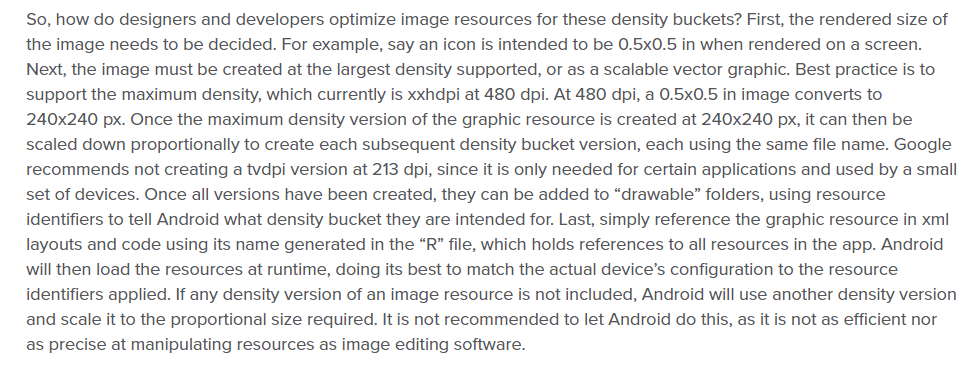 So, how do designers and developers optimize image resources for these density buckets? First, the rendered size of
the image needs to be decided. For example, say an icon is intended to be 0.5x0.5 in when rendered on a screen.
Next, the image must be created at the largest density supported, or as a scalable vector graphic. Best practice is to
support the maximum density, which currently is xxhdpi at 480 dpi. At 480 dpi, a 0.5x0.5 in image converts to
240x240 px. Once the maximum density version of the graphic resource is created at 240x240 px, it can then be
scaled down proportionally to create each subsequent density bucket version, each using the same file name. Google
recommends not creating a tvdpi version at 213 dpi, since it is only needed for certain applications and used by a small
set of devices. Once all versions have been created, they can be added to “drawable” folders, using resource
identifiers to tell Android what density bucket they are intended for. Last, simply reference the graphic resource in xml
layouts and code using its name generated in the “R” file, which holds references to all resources in the app. Android
will then load the resources at runtime, doing its best to match the actual device’s configuration to the resource
identifiers applied. If any density version of an image resource is not included, Android will use another density version
and scale it to the proportional size required. It is not recommended to let Android do this, as it is not as efficient nor
as precise at manipulating resources as image editing software.